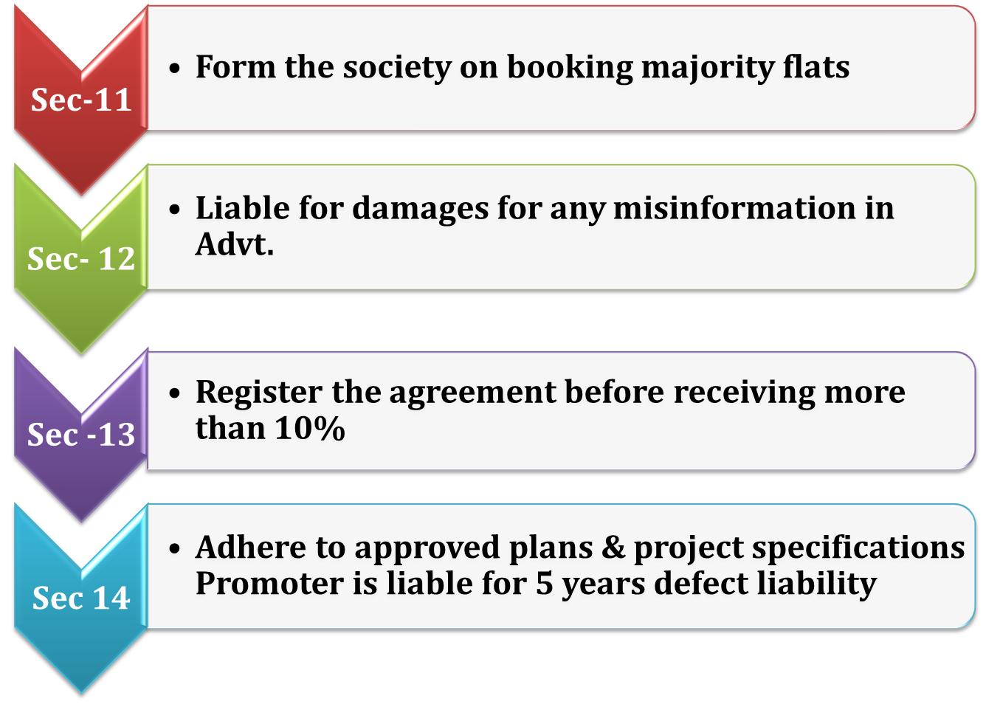 Sec-11
• Form the society on booking majority flats
Sec- 12
• Liable for damages for any misinformation in
Advt.
Sec -13
• Register the agreement before receiving more
than 10%
Sec 14
• Adhere to approved plans & project specifications
Promoter is liable for 5 years defect liability